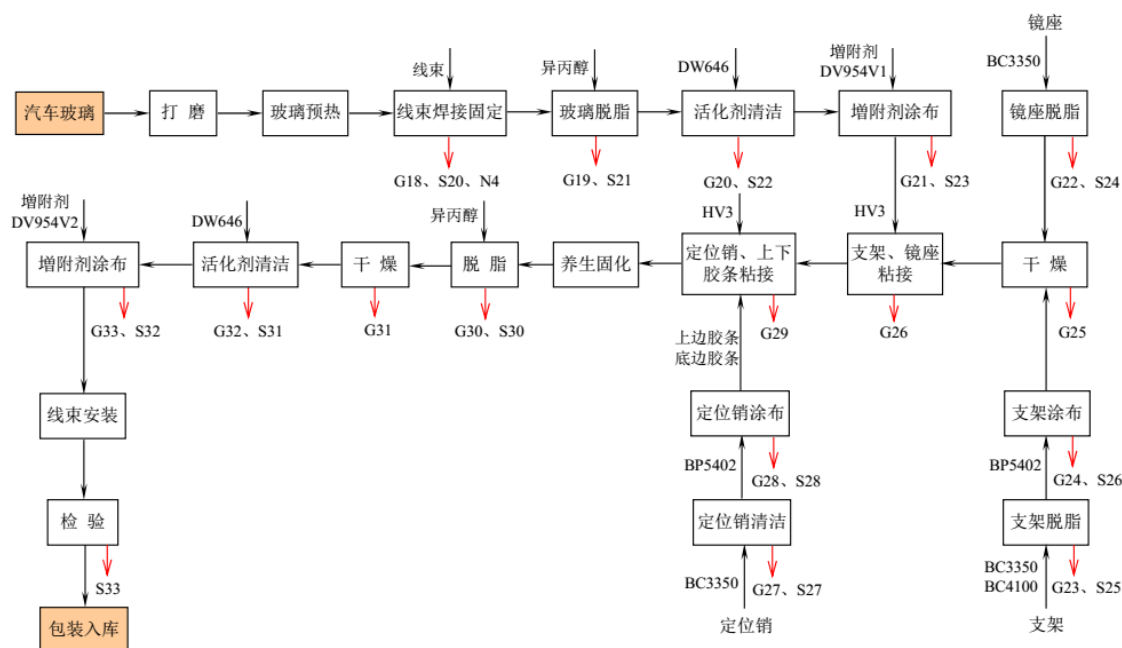 镜座
线束
异丙醇
DW646
增附剂
DV954V1
BC3350
汽车玻璃
打 磨
玻璃预热
线束焊接固定
玻璃脱脂
活化剂清洁
增附剂涂布
镜座脱脂
G18、S20、N4
G19、S21
G20、S22
G21、S23
G22、S24
增附剂
DV954V2
DW646
异丙醇
HV3
HV3
增附剂涂布
活化剂清洁
干 燥
脱 脂
养生固化
定位销、上下
胶条粘接
支架、镜座
粘接
干 燥
G33、S32
G32、S31
G31
G30、S30
G29
G26
G25
上边胶条
底边胶条
线束安装
定位销涂布
支架涂布
BP5402
G28、S28
BP5402
G24、S26
检 验
定位销清洁
支架脱脂
S33
BC3350
G27、S27
BC3350
BC4100
G23、S25
包装入库
定位销
支架